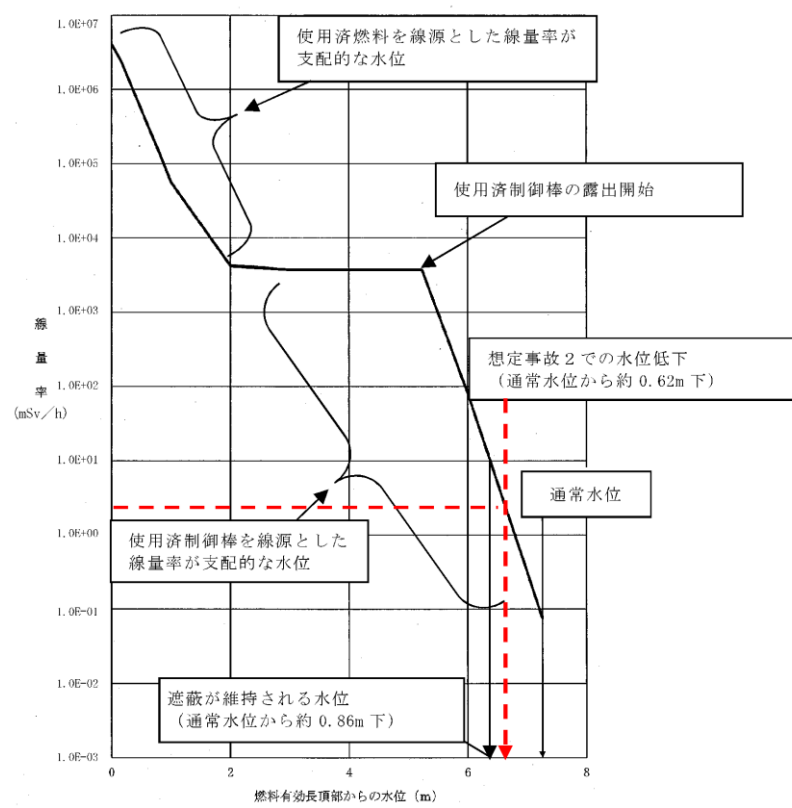 1.0E+07
使用済燃料を線源とした線量率が
支配的な水位
1.0E+06
1.0E+05
使用済制御棒の露出開始
1.0E+04
1.0E+03
線量率
(mSv／h)
想定事故２での水位低下
（通常水位から約 0.62m 下）
1.0E+02
1.0E+01
通常水位
1.0E+00
使用済制御棒を線源とした
線量率が支配的な水位
1.0E-01
1.0E-02
遮蔽が維持される水位
（通常水位から約 0.86m 下）
1.0E-03
0 2 4 6 8
燃料有効長頂部からの水位 (m)